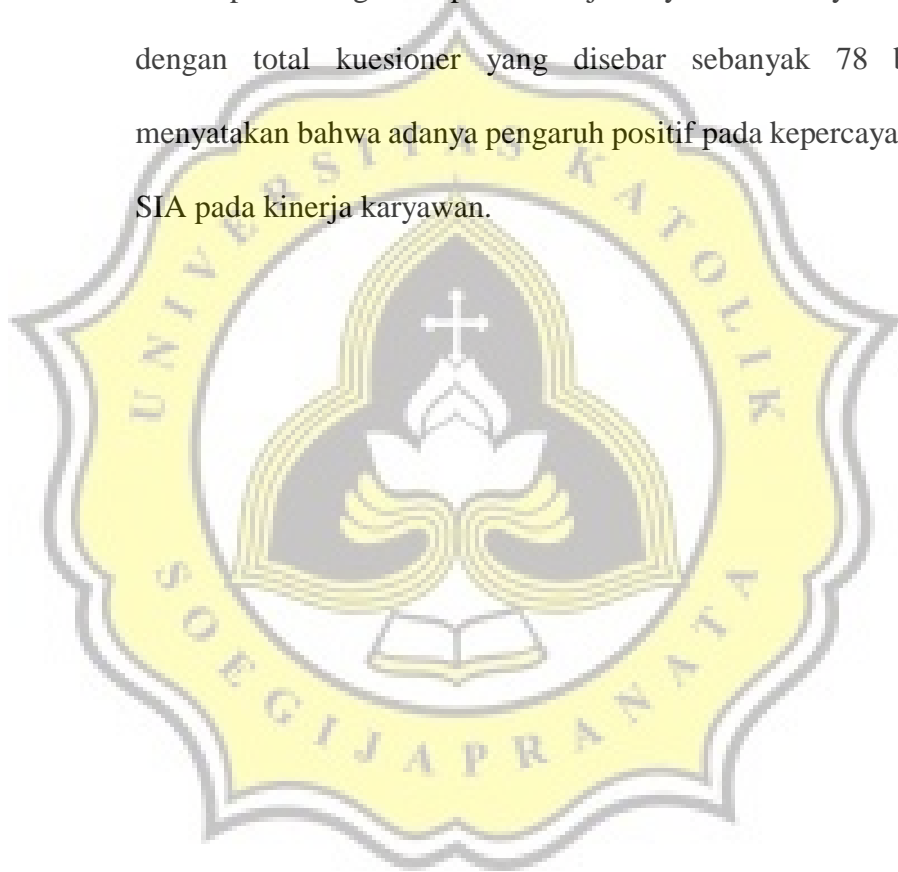 dengan total kuesioner yang disebar sebanyak 78
menyatakan bahwa adanya pengaruh positif pada
SIA pada kinerja karyawan.
UNIVERSITAS KATOLIK
SOEGIJAPRANATA